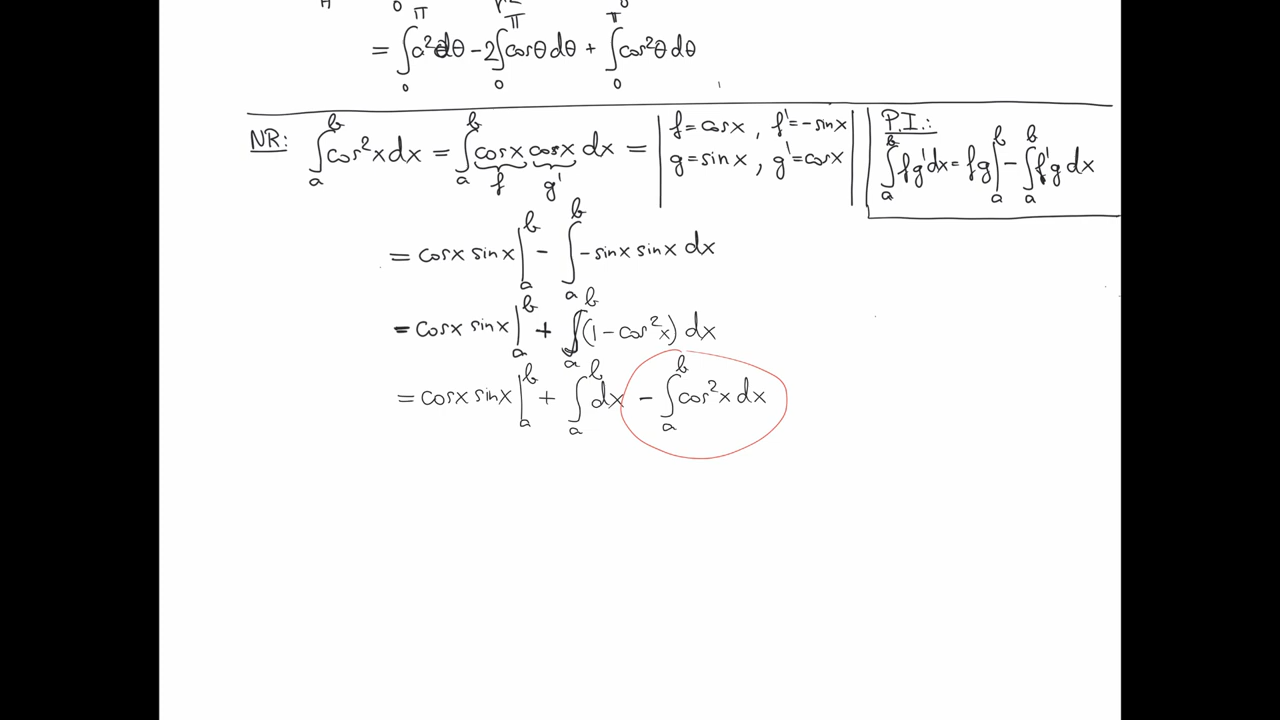 = ∫₀^π a²dθ - 2∫₀^π cosθ dθ + ∫₀^π cos²θ dθ
NR: ∫ₐᵇ cos²x dx = ∫ₐᵇ cosx cosx dx = | f = cosx , f' = -sinx
g = sinx , g' = cosx |
f g'
P.I.:
∫ₐᵇ fg'dx = fg|ₐᵇ - ∫ₐᵇ f'g dx
= cosx sinx|ₐᵇ - ∫ₐᵇ -sinx sinx dx
= cosx sinx|ₐᵇ + ∫ₐᵇ (1 - cos²x) dx
= cosx sinx|ₐᵇ + ∫ₐᵇ dx - ∫ₐᵇ cos²x dx